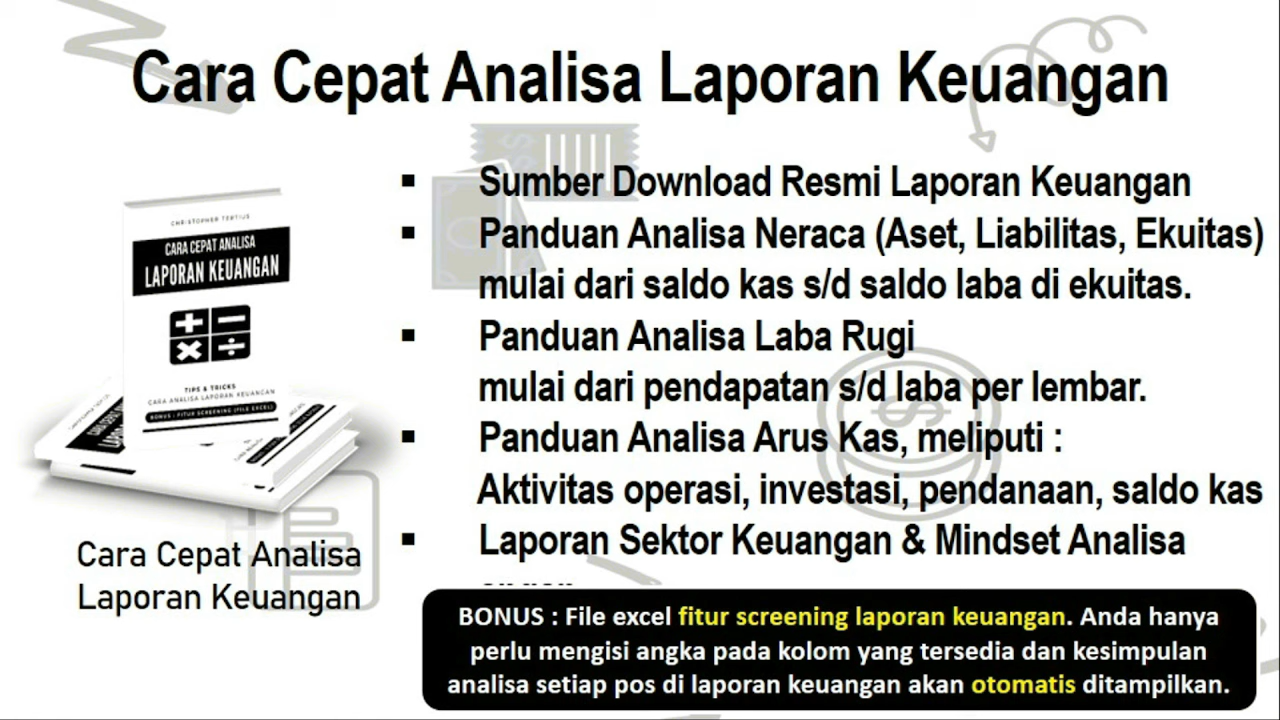 Cara Cepat Analisa Laporan Keuangan
▪ Sumber Download Resmi Laporan Keuangan
▪ Panduan Analisa Neraca (Aset, Liabilitas, Ekuitas)
mulai dari saldo kas s/d saldo laba di ekuitas.
▪ Panduan Analisa Laba Rugi
mulai dari pendapatan s/d laba per lembar.
▪ Panduan Analisa Arus Kas, meliputi :
Aktivitas operasi, investasi, pendanaan, saldo kas
▪ Laporan Sektor Keuangan & Mindset Analisa
CHRISTOPHER TERTIUS
CARA CEPAT ANALISA
LAPORAN KEUANGAN
TIPS & TRICKS
CARA ANALISA LAPORAN KEUANGAN
BONUS : FITUR SCREENING (FILE EXCEL)
Cara Cepat Analisa
Laporan Keuangan
BONUS : File excel fitur screening laporan keuangan. Anda hanya
perlu mengisi angka pada kolom yang tersedia dan kesimpulan
analisa setiap pos di laporan keuangan akan otomatis ditampilkan.